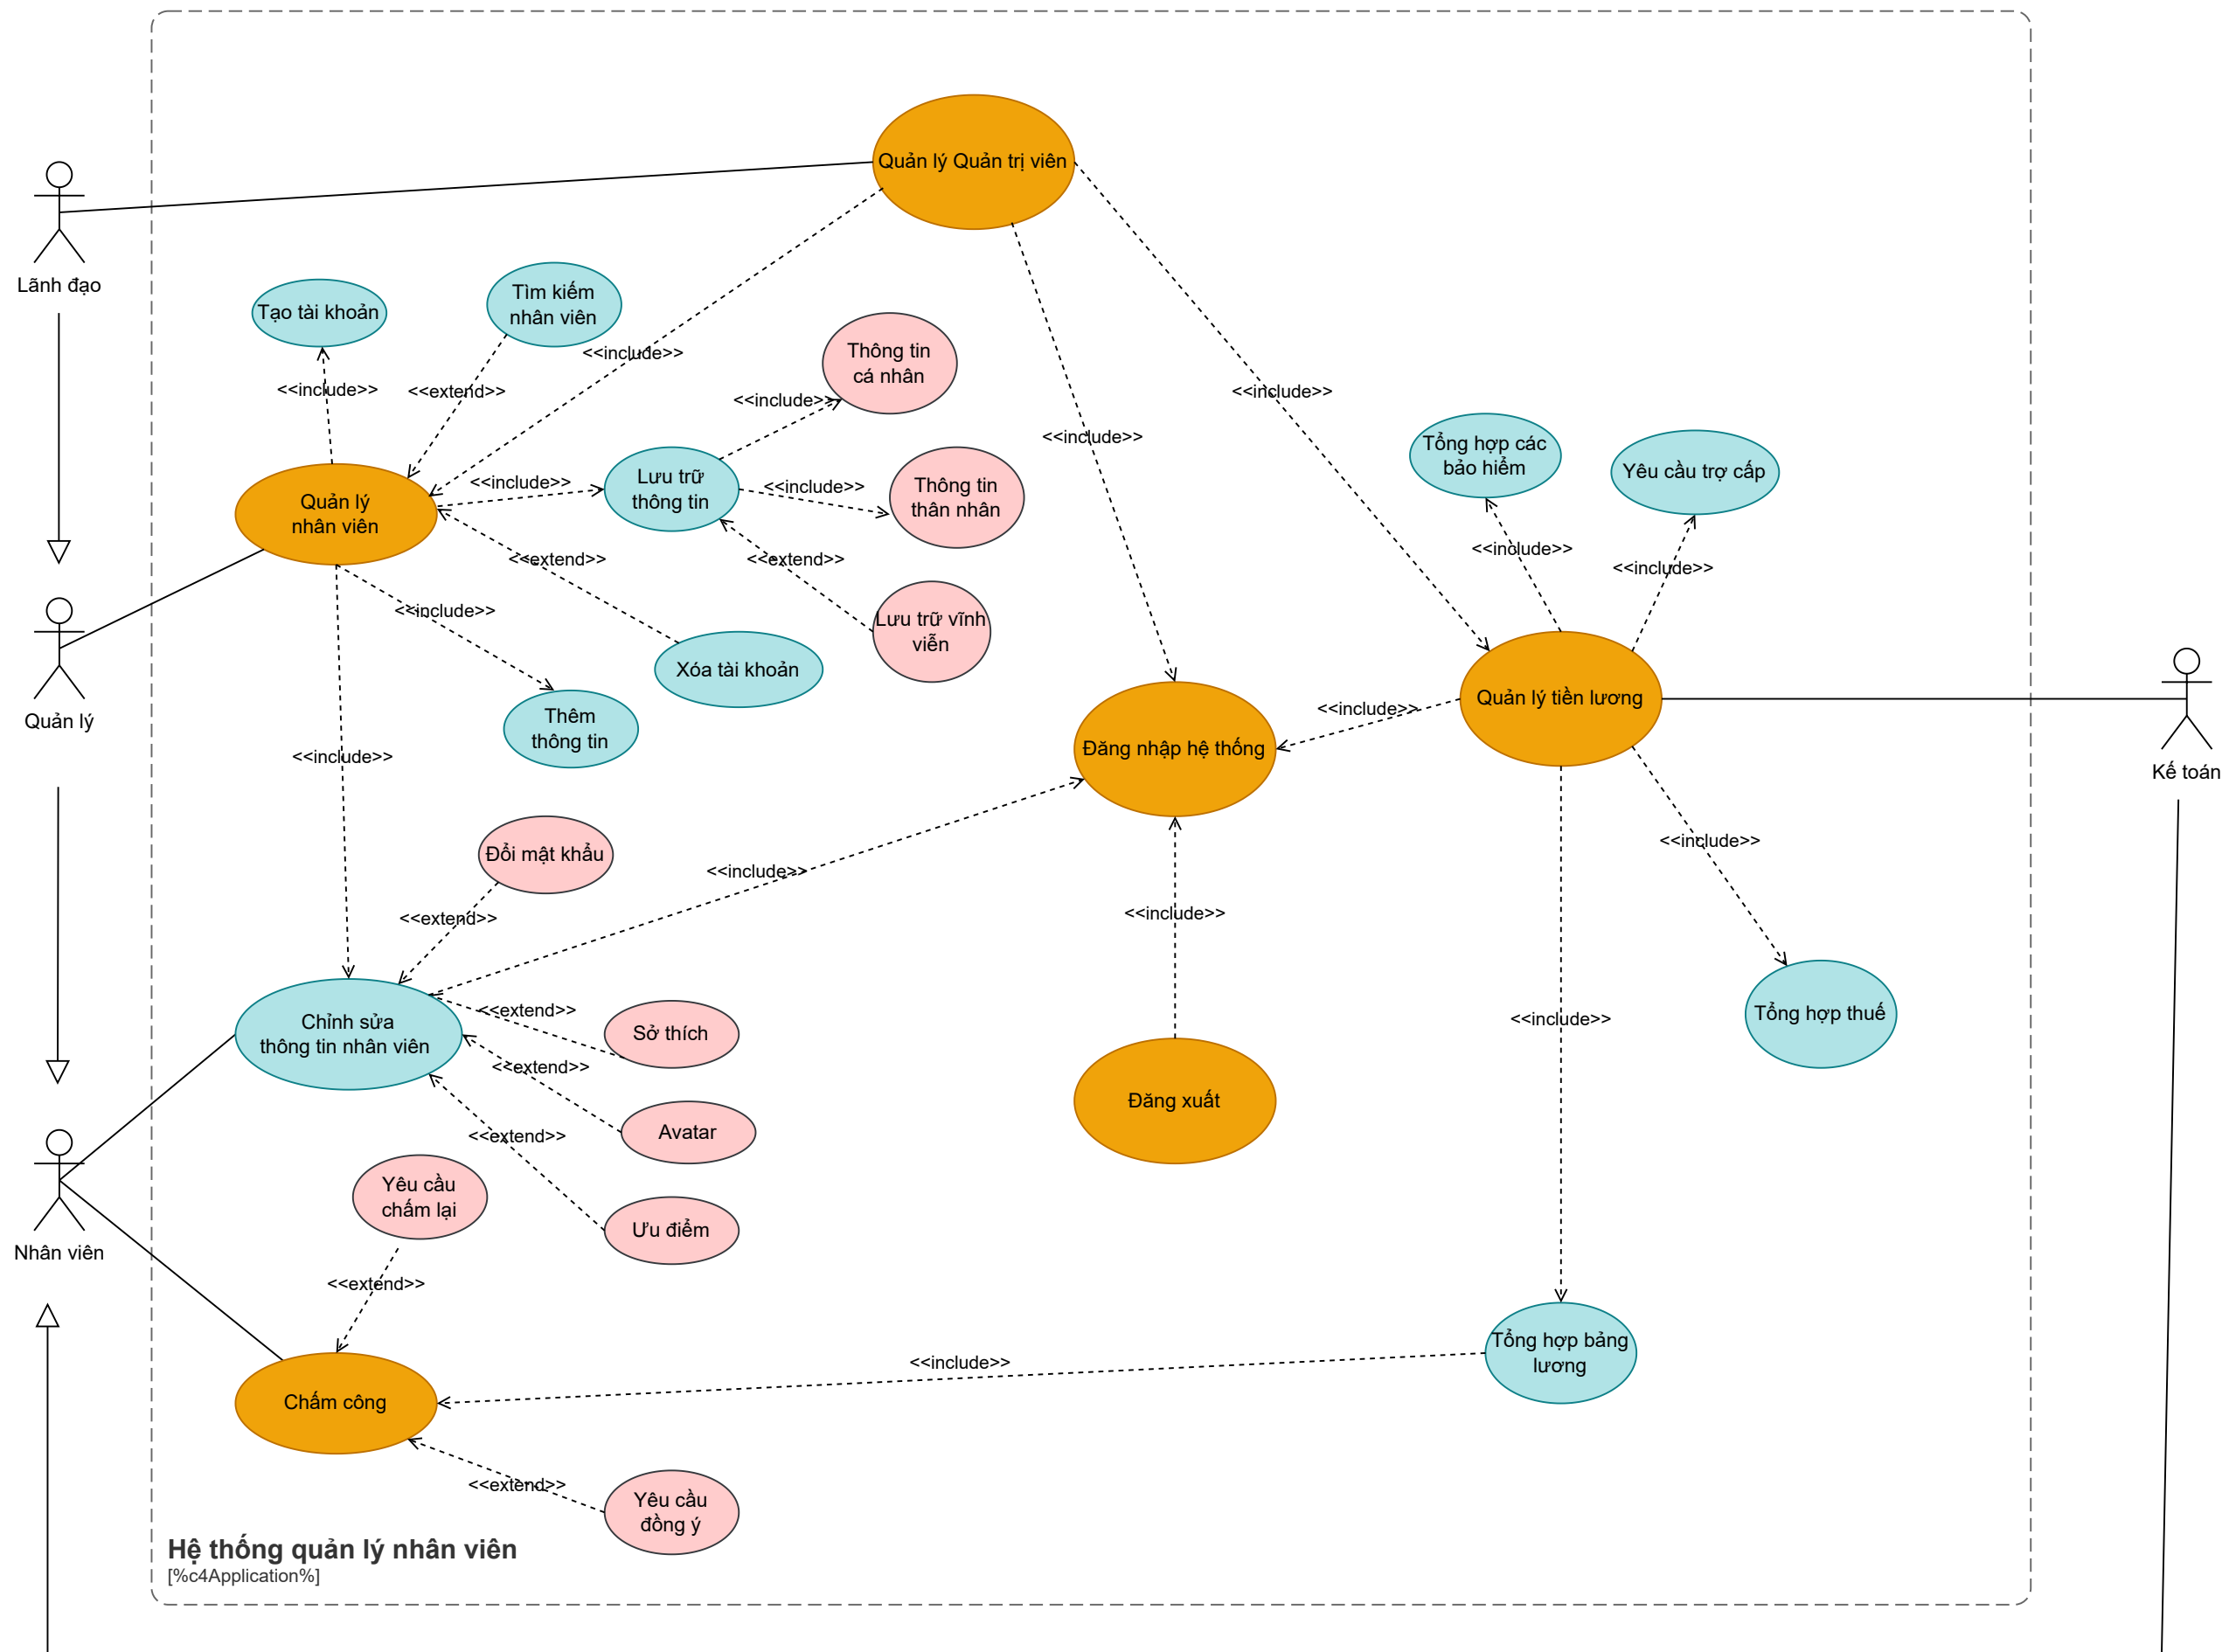 Quản lý Quản trị viên
Lãnh đạo
Tạo tài khoản
Tìm kiếm
nhân viên
<<include>>
Thông tin
cá nhân
<<include>>
<<extend>>
<<include>>
<<include>>
<<include>>
Tổng hợp các
bảo hiểm
Yêu cầu trợ cấp
Quản lý
nhân viên
<<include>>
Lưu trữ
thông tin
<<include>>
Thông tin
thân nhân
<<extend>>
<<extend>>
<<include>>
<<include>>
<<include>>
Lưu trữ vĩnh
viễn
Xóa tài khoản
Quản lý
Thêm
thông tin
<<include>>
Đăng nhập hệ thống
<<include>>
Quản lý tiền lương
Kế toán
Đổi mật khẩu
<<include>>
<<extend>>
<<include>>
<<include>>
Chỉnh sửa
thông tin nhân viên
<<extend>>
Sở thích
<<include>>
Tổng hợp thuế
<<extend>>
Avatar
Đăng xuất
<<extend>>
Yêu cầu
chấm lại
Ưu điểm
Nhân viên
<<extend>>
Tổng hợp bảng
lương
<<include>>
Chấm công
<<extend>>
Yêu cầu
đồng ý
Hệ thống quản lý nhân viên
[%c4Application%]